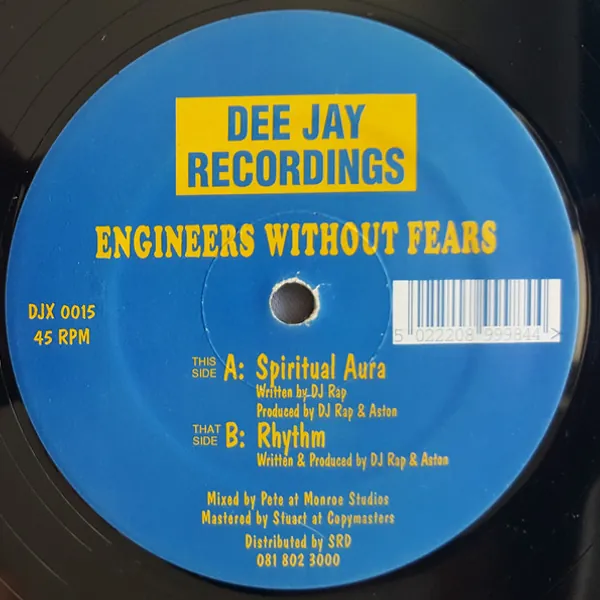 DEE JAY
RECORDINGS
ENGINEERS WITHOUT FEARS
DJX 0015
45 RPM
5 022208 999844 >
THIS SIDE A: Spiritual Aura
Written by DJ Rap
Produced by DJ Rap & Aston
THAT SIDE B: Rhythm
Written & Produced by DJ Rap & Aston
Mixed by Pete at Monroe Studios
Mastered by Stuart at Copymasters
Distributed by SRD
081 802 3000